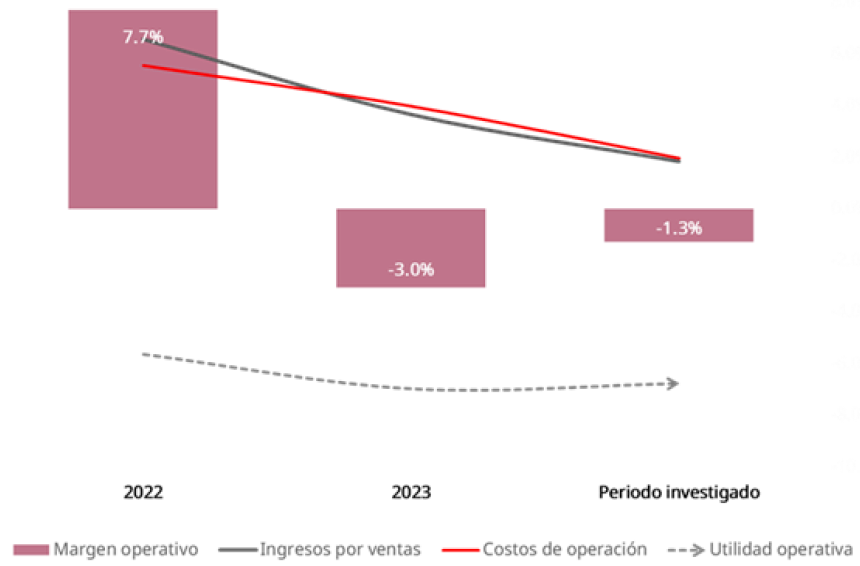 7.7%
-3.0%
-1.3%
2022 2023 Periodo investigado
Margen operativo Ingresos por ventas Costos de operación Utilidad operativa